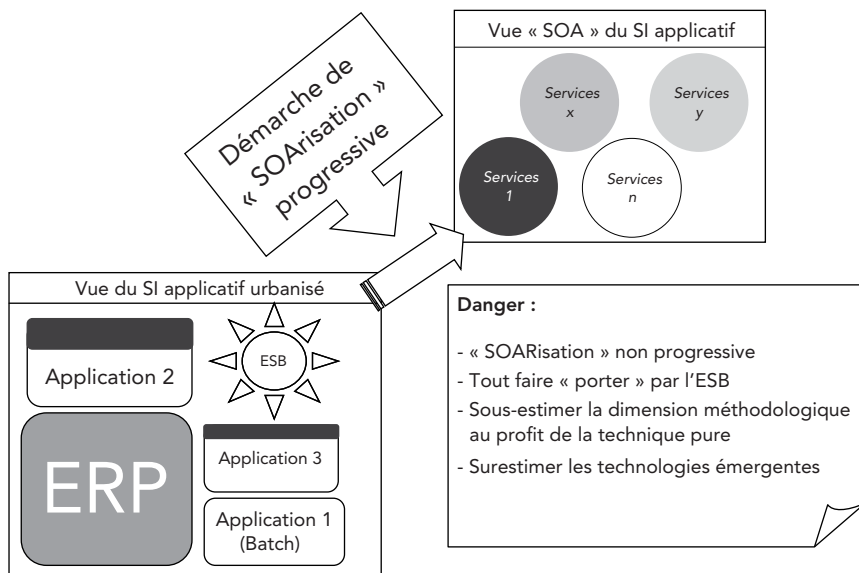 Démarche de
« SOArisation »
progressive
Vue « SOA » du SI applicatif
Services
x
Services
y
Services
1
Services
n
Vue du SI applicatif urbanisé
Application 2
ESB
ERP
Application 3
Application 1
(Batch)
Danger :
- « SOARisation » non progressive
- Tout faire « porter » par l’ESB
- Sous-estimer la dimension méthodologique
au profit de la technique pure
- Surestimer les technologies émergentes